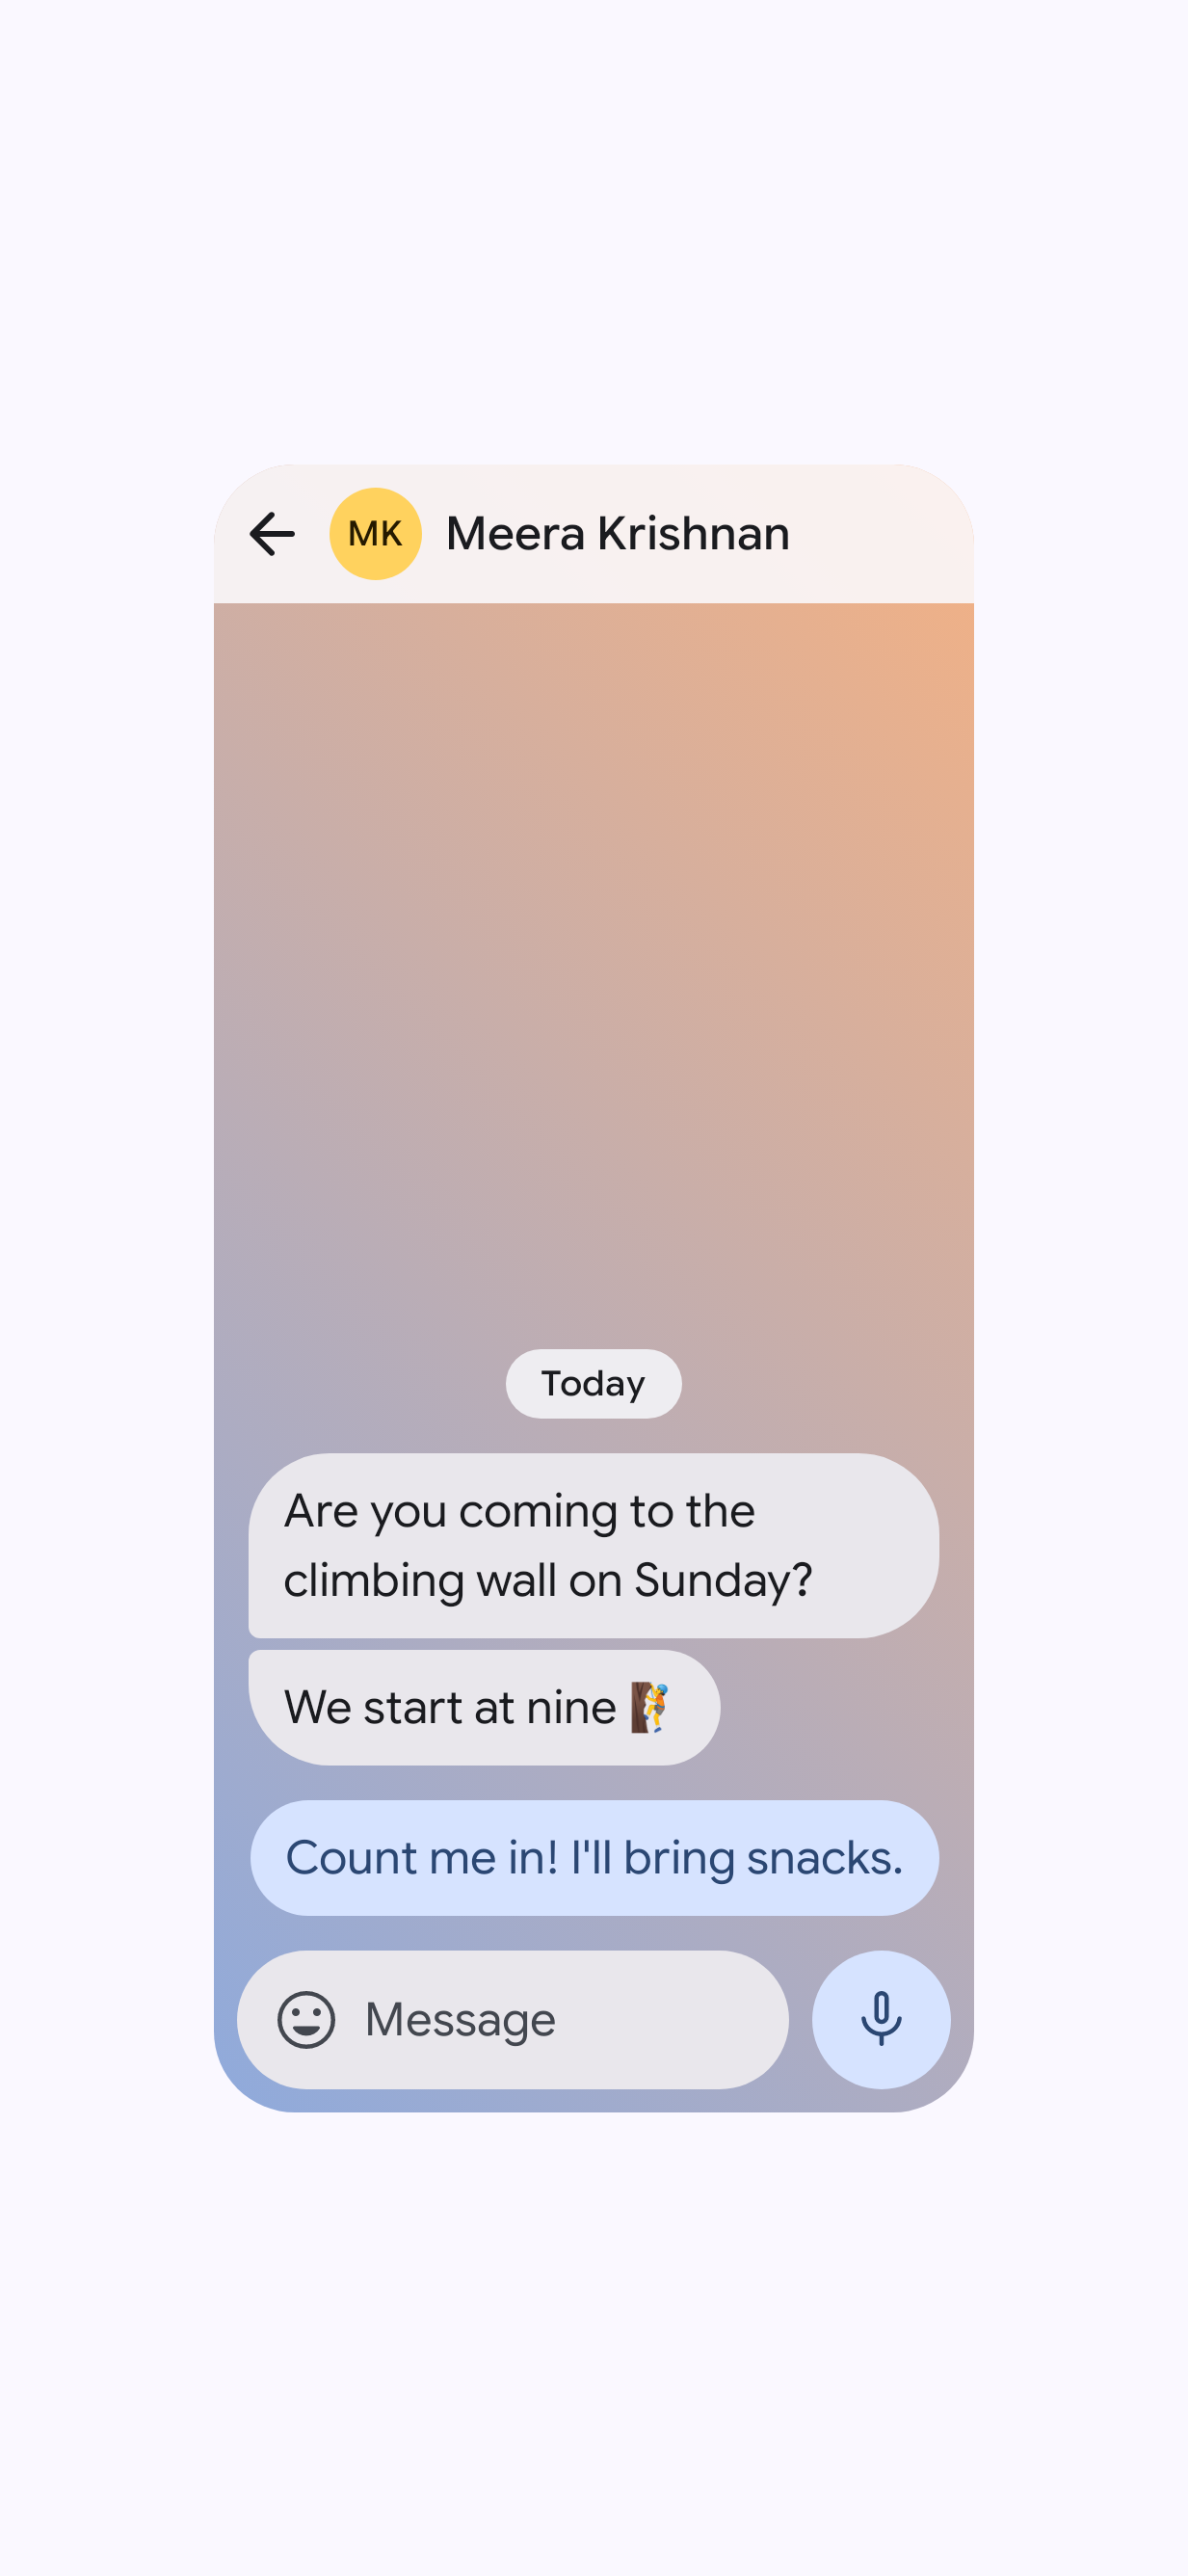 MK Meera Krishnan
Today
Are you coming to the
climbing wall on Sunday?
We start at nine 🧗
Count me in! I'll bring snacks.
Message